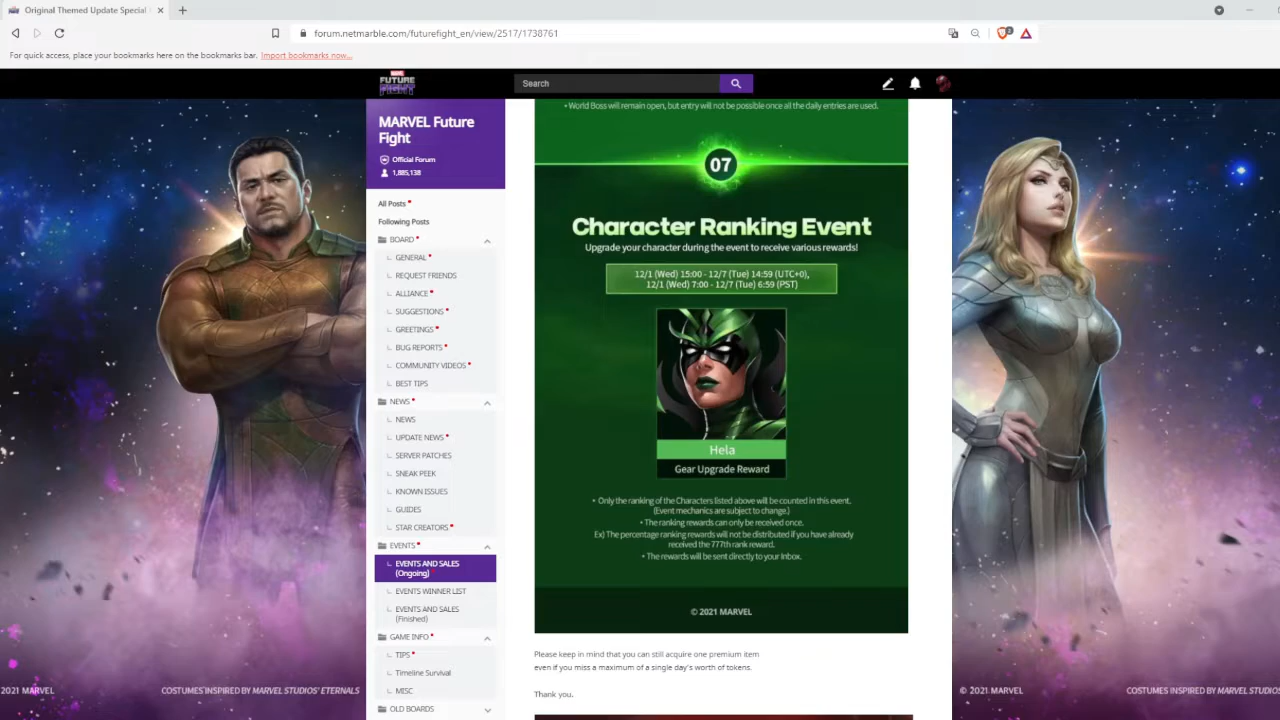 Original Themed Update Special
forum.netmarble.com/futurefight_en/view/2517/1738761
2
For quick access, place your bookmarks here on the bookmarks bar. Import bookmarks now...
MARVEL
FUTURE
FIGHT
Search
MARVEL Future
Fight
Official Forum
1,885,138
All Posts
Following Posts
BOARD
GENERAL
REQUEST FRIENDS
ALLIANCE
SUGGESTIONS
GREETINGS
BUG REPORTS
COMMUNITY VIDEOS
BEST TIPS
NEWS
NEWS
UPDATE NEWS
SERVER PATCHES
SNEAK PEEK
KNOWN ISSUES
GUIDES
STAR CREATORS
EVENTS
EVENTS AND SALES
(Ongoing)
EVENTS WINNER LIST
EVENTS AND SALES
(Finished)
GAME INFO
TIPS
Timeline Survival
MISC
OLD BOARDS
• World Boss will remain open, but entry will not be possible once all the daily entries are used.
07
Character Ranking Event
Upgrade your character during the event to receive various rewards!
12/1 (Wed) 15:00 - 12/7 (Tue) 14:59 (UTC+0),
12/1 (Wed) 7:00 - 12/7 (Tue) 6:59 (PST)
Hela
Gear Upgrade Reward
• Only the ranking of the Characters listed above will be counted in this event.
(Event mechanics are subject to change.)
• The ranking rewards can only be received once.
Ex) The percentage ranking rewards will not be distributed if you have already
received the 777th rank reward.
• The rewards will be sent directly to your Inbox.
© 2021 MARVEL
Please keep in mind that you can still acquire one premium item
even if you miss a maximum of a single day's worth of tokens.
Thank you.
2021 MARVEL
COSTUMES INSPIRED BY MARVEL STUDIOS' ETERNALS
© 2021 MARVEL
COSTUMES INSPIRED BY MARVEL STUDIOS